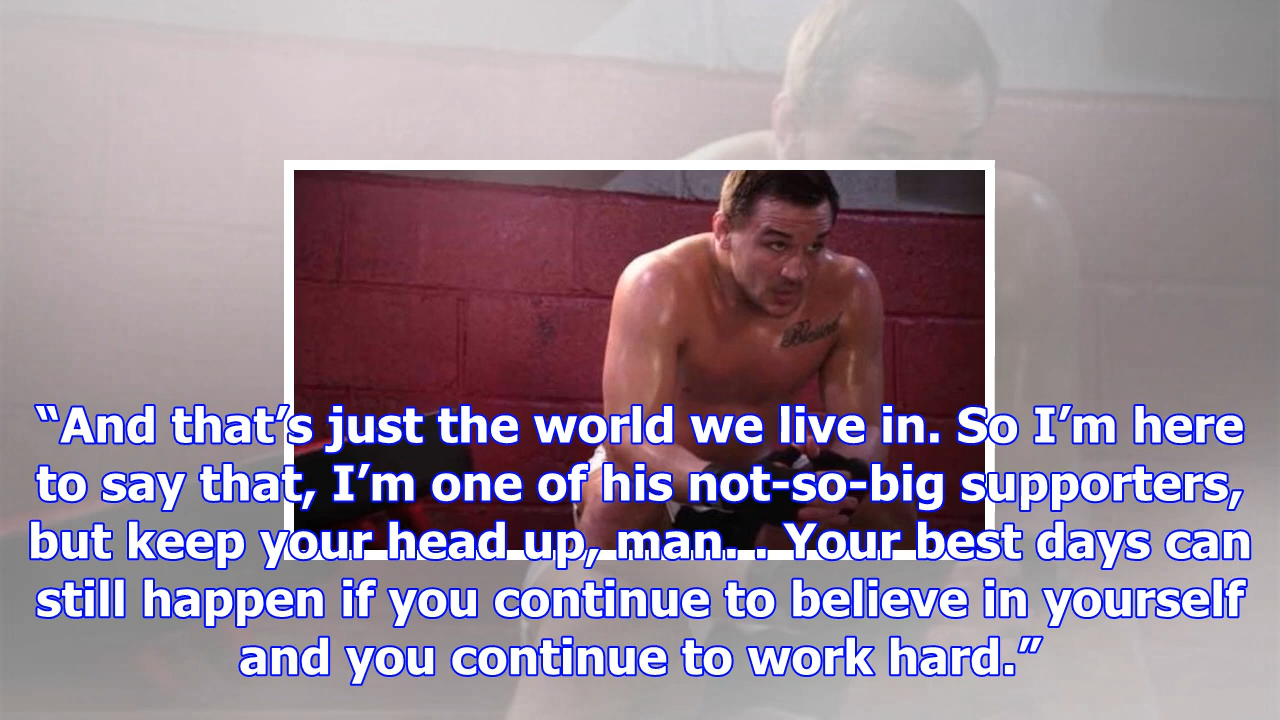 “And that’s just the world we live in. So I’m here
to say that, I’m one of his not-so-big supporters,
but keep your head up, man. . Your best days can
still happen if you continue to believe in yourself
and you continue to work hard.”